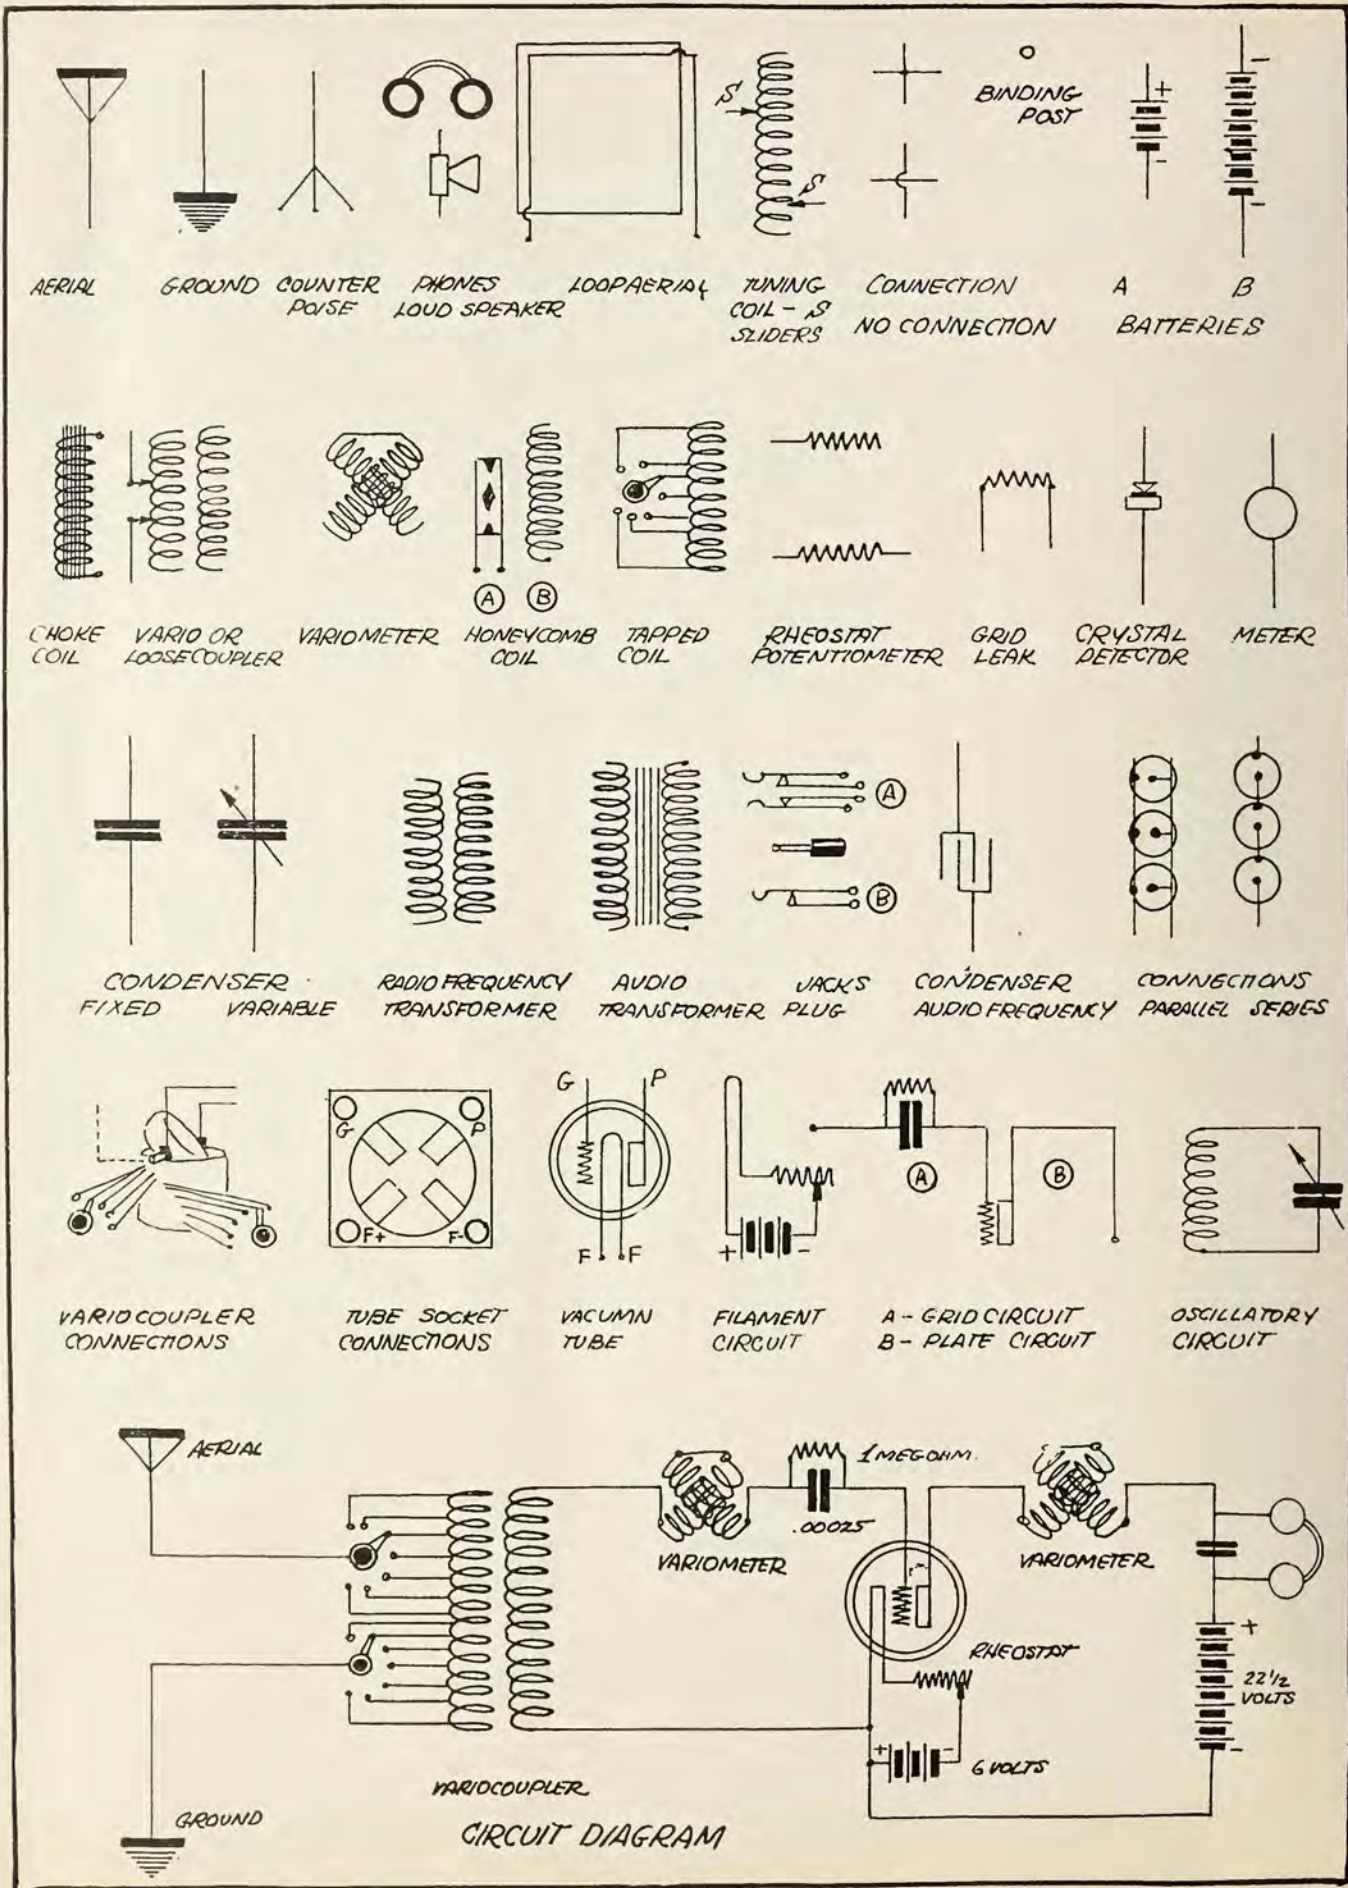 S
S
BINDING
POST
+
-
-
-
AERIAL
GROUND
COUNTER
POISE
PHONES
LOUD SPEAKER
LOOP AERIAL
TUNING
COIL - S
SLIDERS
CONNECTION
NO CONNECTION
A
B
BATTERIES
A
B
CHOKE
COIL
VARIO OR
LOOSECOUPLER
VARIOMETER
HONEYCOMB
COIL
TAPPED
COIL
RHEOSTAT
POTENTIOMETER
GRID
LEAK
CRYSTAL
DETECTOR
METER
A
B
CONDENSER
FIXED VARIABLE
RADIO FREQUENCY
TRANSFORMER
AUDIO
TRANSFORMER
JACKS
PLUG
CONDENSER
AUDIO FREQUENCY
CONNECTIONS
PARALLEL SERIES
G
P
F+
F-
G
P
F F
+ -
A
B
VARIOCOUPLER
CONNECTIONS
TUBE SOCKET
CONNECTIONS
VACUMN
TUBE
FILAMENT
CIRCUIT
A - GRID CIRCUIT
B - PLATE CIRCUIT
OSCILLATORY
CIRCUIT
AERIAL
1 MEGOHM.
.00025
VARIOMETER
VARIOMETER
RHEOSTAT
+
22 1/2
VOLTS
-
+ -
6 VOLTS
VARIOCOUPLER
GROUND
CIRCUIT DIAGRAM